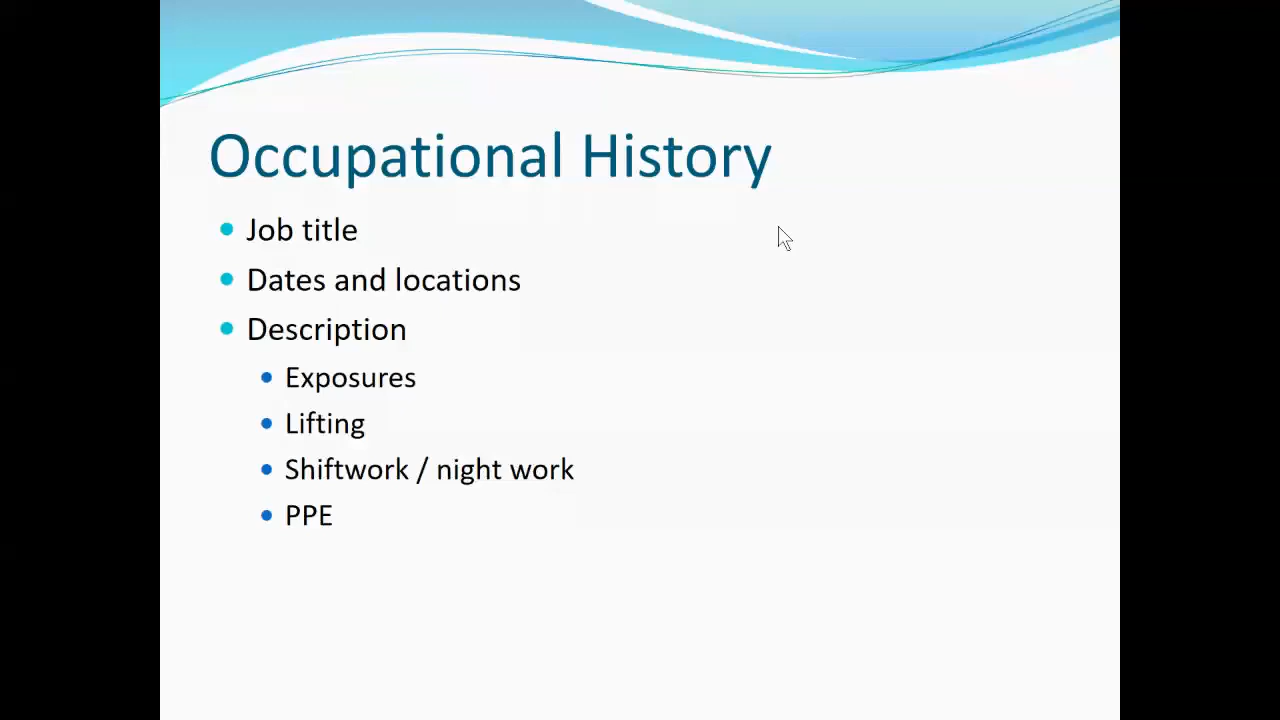 Occupational History
Job title
Dates and locations
Description
Exposures
Lifting
Shiftwork / night work
PPE